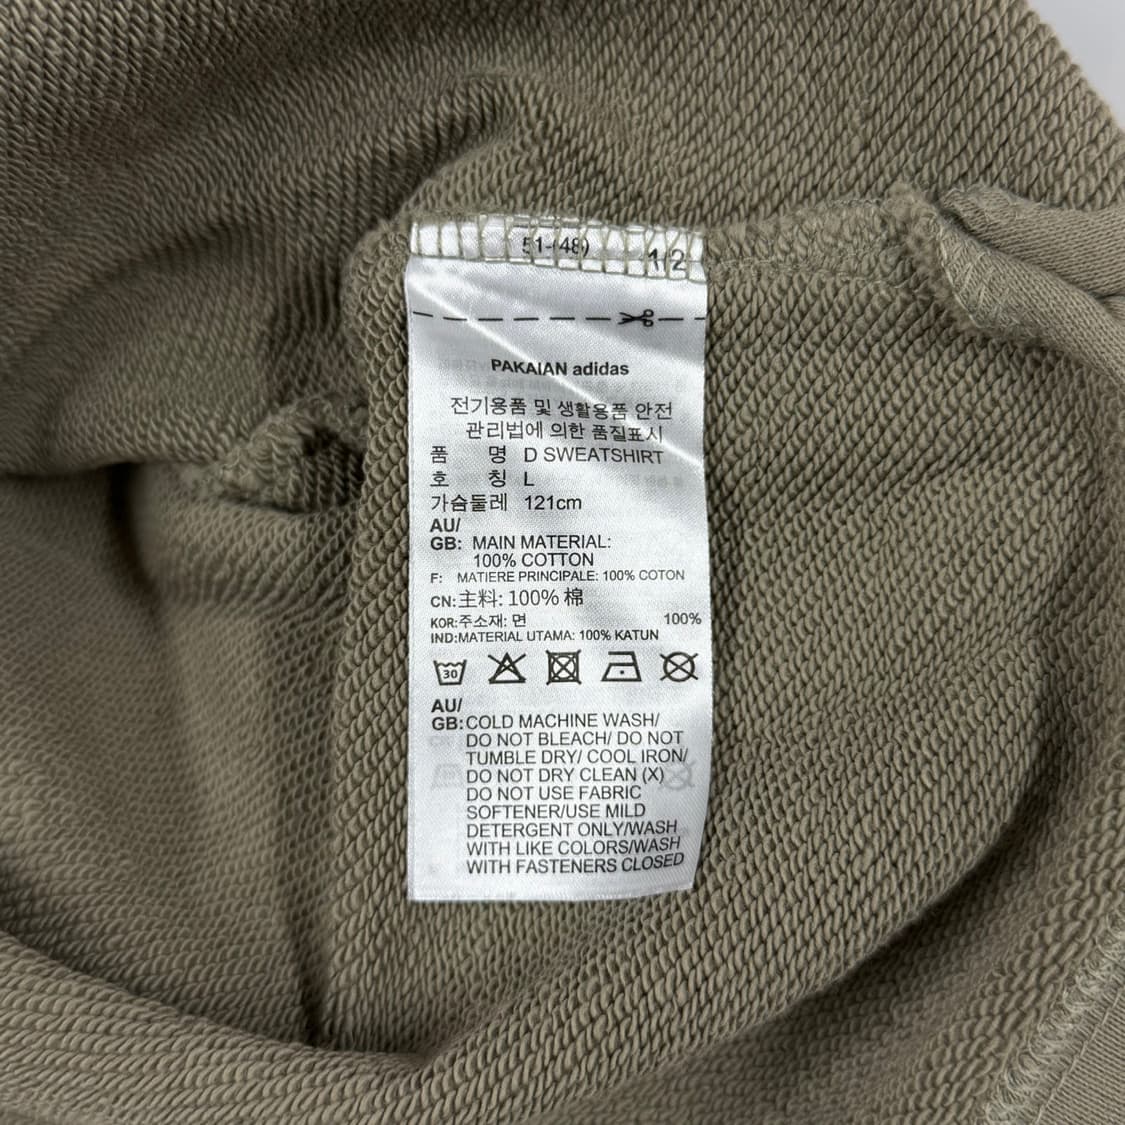 51-(48) 1/2
PAKAIAN adidas
전기용품 및 생활용품 안전
관리법에 의한 품질표시
품 명 D SWEATSHIRT
호 칭 L
가슴둘레 121cm
AU/
GB: MAIN MATERIAL:
100% COTTON
F: MATIERE PRINCIPALE: 100% COTON
CN:主料: 100% 棉
KOR:주소재: 면 100%
IND:MATERIAL UTAMA: 100% KATUN
30
AU/
GB:COLD MACHINE WASH/
DO NOT BLEACH/ DO NOT
TUMBLE DRY/ COOL IRON/
DO NOT DRY CLEAN (X)
DO NOT USE FABRIC
SOFTENER/USE MILD
DETERGENT ONLY/WASH
WITH LIKE COLORS/WASH
WITH FASTENERS CLOSED